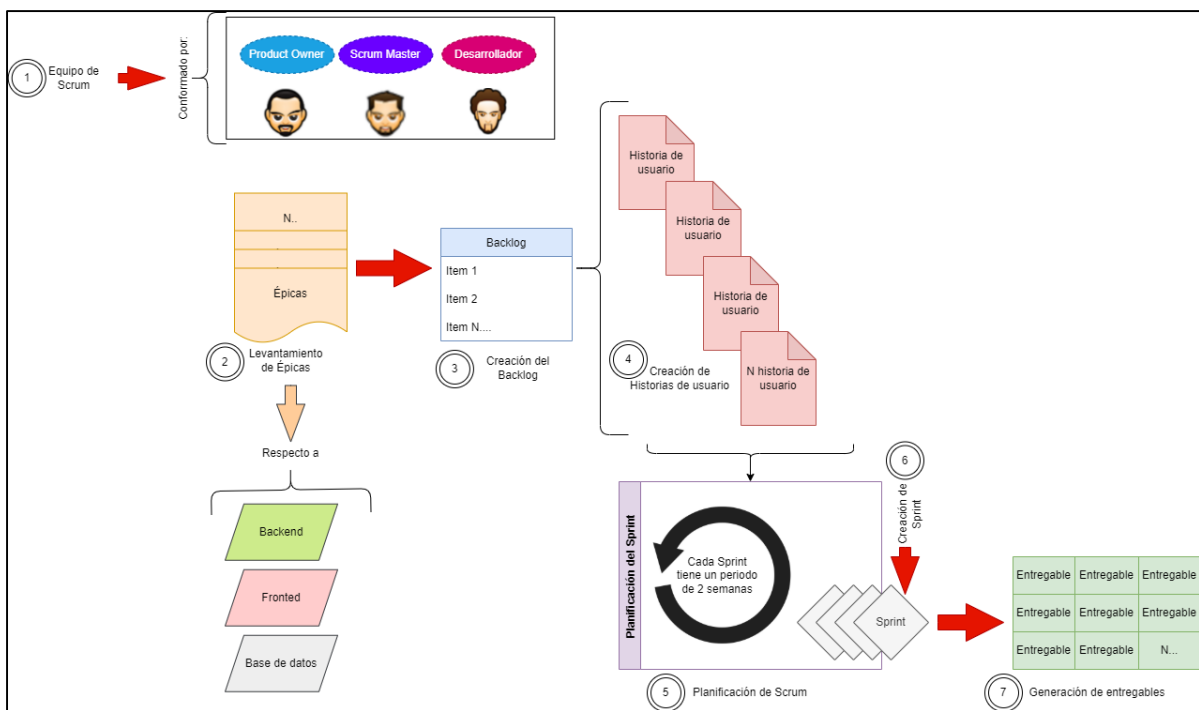 1
Equipo de
Scrum
Conformado por:
Product Owner
Scrum Master
Desarrollador
N..
.
.
Épicas
2
Levantamiento
de Épicas
Respecto a
Backend
Fronted
Base de datos
Backlog
Item 1
Item 2
Item N....
3
Creación del
Backlog
Historia de
usuario
Historia de
usuario
Historia de
usuario
N historia de
usuario
4
Creación de
Historias de usuario
Planificación del Sprint
Cada Sprint
tiene un periodo
de 2 semanas
5
Planificación de Scrum
6
Creación de
Sprint
Sprint
Entregable Entregable Entregable
Entregable Entregable Entregable
Entregable Entregable N...
7
Generación de entregables